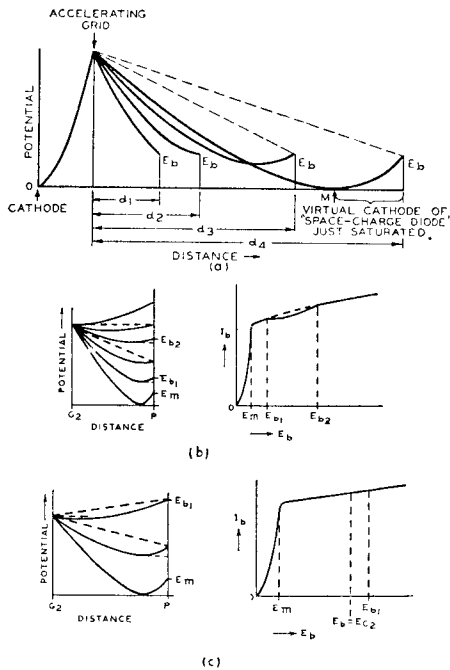 ACCELERATING
GRID
POTENTIAL
O
CATHODE
Eb
Eb
Eb
Eb
M
d1
d2
d3
d4
VIRTUAL CATHODE OF
"SPACE-CHARGE DIODE"
JUST SATURATED.
DISTANCE →
(a)
POTENTIAL →
Eb2
Eb1
Em
G2
P
DISTANCE
Ib
O
Em
Eb1
Eb2
→ Eb
(b)
POTENTIAL →
Eb1
Em
G2
P
DISTANCE
Ib
Em
Eb1
Eb=Ec2
→ Eb
(c)